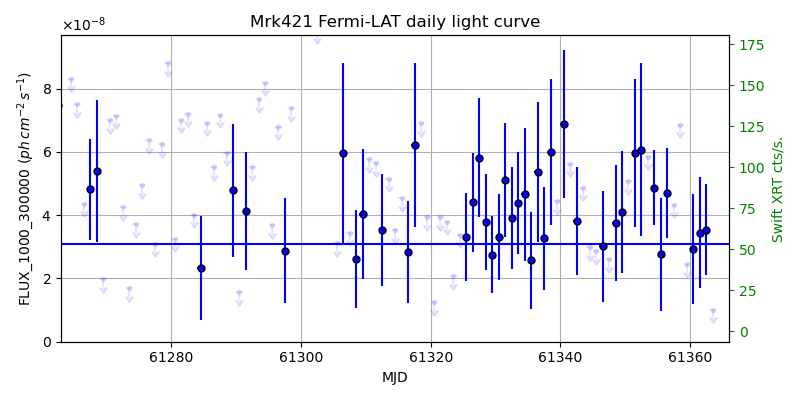 Mrk421 Fermi-LAT daily light curve
×10⁻⁸
FLUX_1000_300000 (ph cm⁻² s⁻¹)
8
6
4
2
0
175
150
125
100
75
50
25
0
Swift XRT cts/s.
61280 61300 61320 61340 61360
MJD